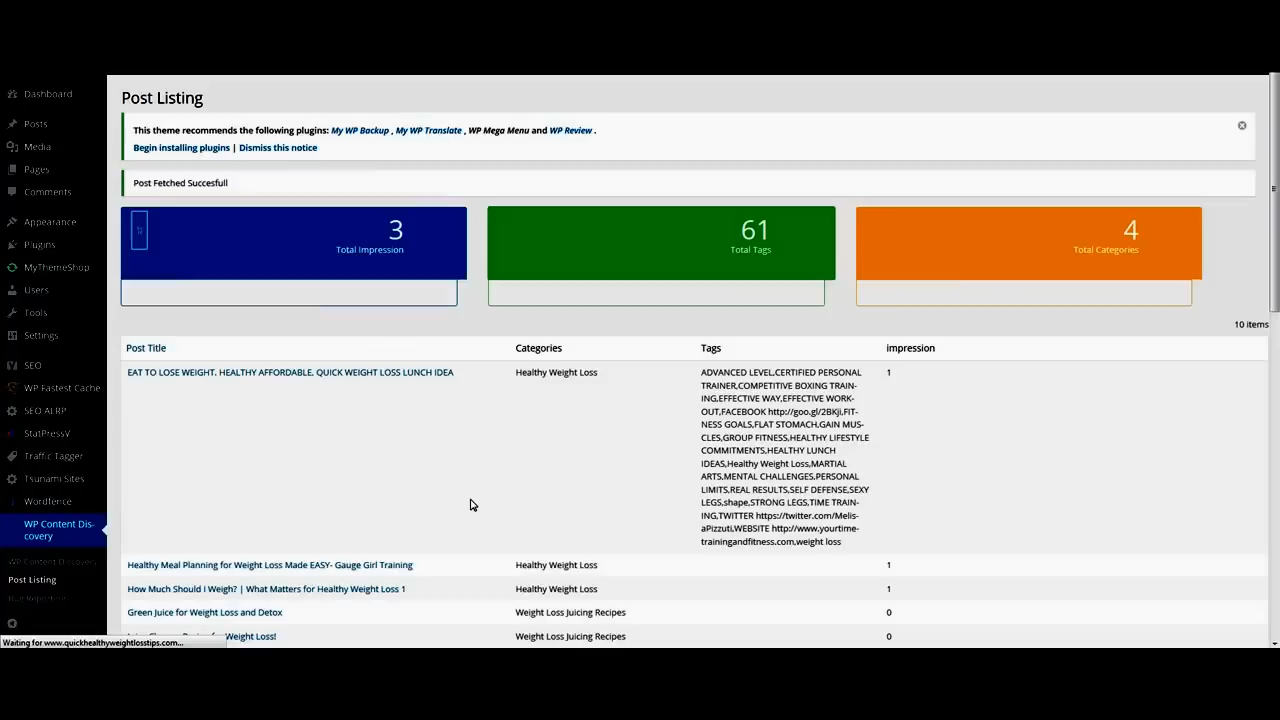 Dashboard
Posts
Media
Pages
Comments
Appearance
Plugins
MyThemeShop
Users
Tools
Settings
SEO
WP Fastest Cache
SEO ALRP
StatPressV
Traffic Tagger
Tsunami Sites
Wordfence
WP Content Dis-
covery
WP Content Discovery
Post Listing
Post Listing
This theme recommends the following plugins: My WP Backup , My WP Translate , WP Mega Menu and WP Review .
Begin installing plugins | Dismiss this notice
Post Fetched Succesfull
3
Total Impression
61
Total Tags
4
Total Categories
10 items
Post Title Categories Tags impression
EAT TO LOSE WEIGHT. HEALTHY AFFORDABLE. QUICK WEIGHT LOSS LUNCH IDEA Healthy Weight Loss ADVANCED LEVEL,CERTIFIED PERSONAL 1
TRAINER,COMPETITIVE BOXING TRAIN-
ING,EFFECTIVE WAY,EFFECTIVE WORK-
OUT,FACEBOOK http://goo.gl/2BKji,FIT-
NESS GOALS,FLAT STOMACH,GAIN MUS-
CLES,GROUP FITNESS,HEALTHY LIFESTYLE
COMMITMENTS,HEALTHY LUNCH
IDEAS,Healthy Weight Loss,MARTIAL
ARTS,MENTAL CHALLENGES,PERSONAL
LIMITS,REAL RESULTS,SELF DEFENSE,SEXY
LEGS,shape,STRONG LEGS,TIME TRAIN-
ING,TWITTER https://twitter.com/Melis-
aPizzuti,WEBSITE http://www.yourtime-
trainingandfitness.com,weight loss
Healthy Meal Planning for Weight Loss Made EASY- Gauge Girl Training Healthy Weight Loss 1
How Much Should I Weigh? | What Matters for Healthy Weight Loss 1 Healthy Weight Loss 1
Green Juice for Weight Loss and Detox Weight Loss Juicing Recipes 0
Weight Loss! Weight Loss Juicing Recipes 0
Waiting for www.quickhealthyweightlosstips.com...